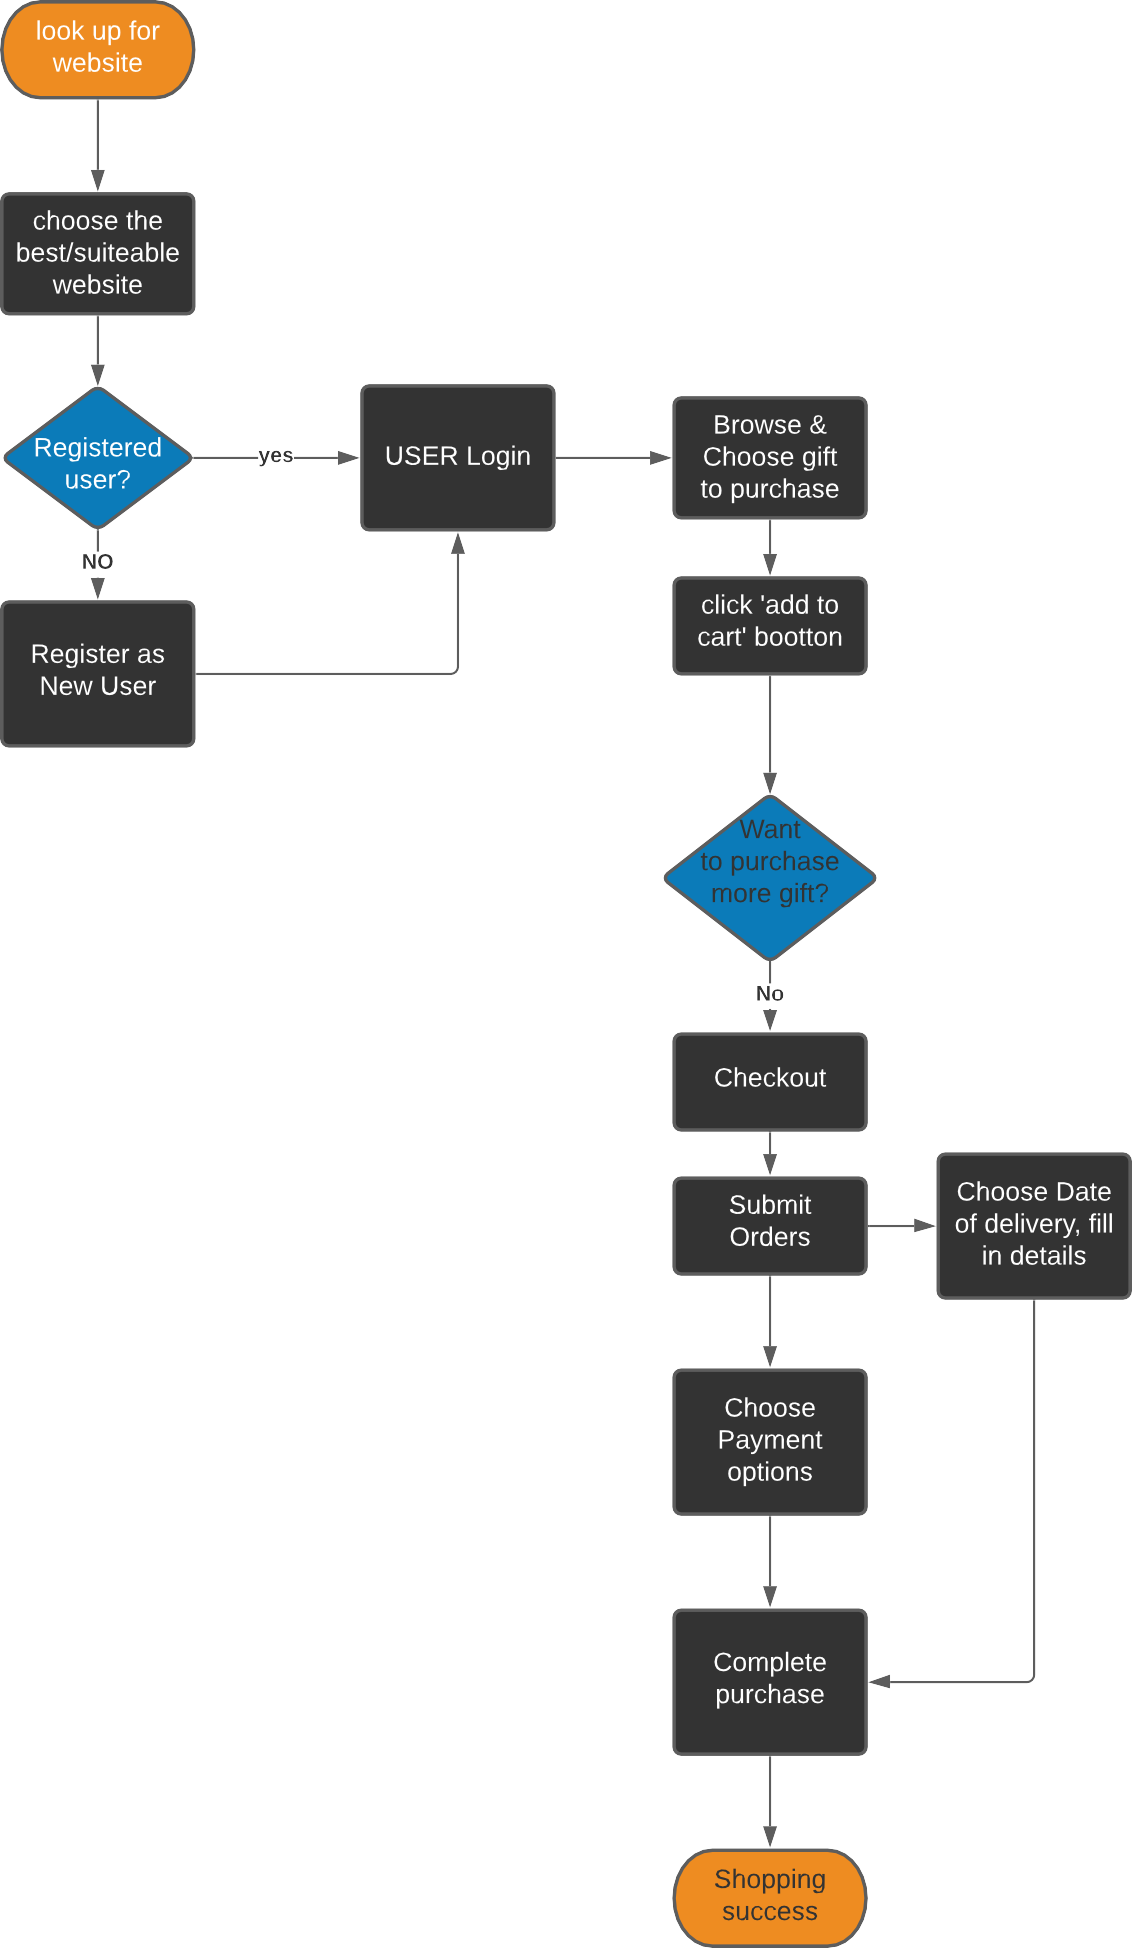 look up for
website
choose the
best/suiteable
website
Registered
user?
yes
NO
Register as
New User
USER Login
Browse &
Choose gift
to purchase
click 'add to
cart' bootton
Want
to purchase
more gift?
No
Checkout
Submit
Orders
Choose Date
of delivery, fill
in details
Choose
Payment
options
Complete
purchase
Shopping
success